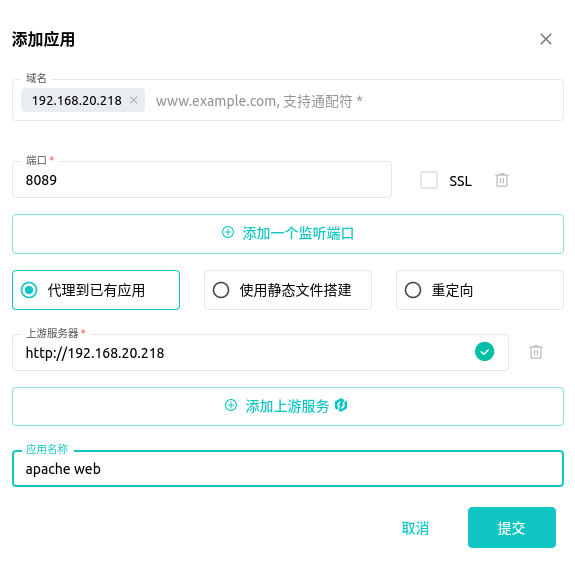 添加应用
域名
192.168.20.218 www.example.com, 支持通配符 *
端口 *
8089 SSL
添加一个监听端口
代理到已有应用 使用静态文件搭建 重定向
上游服务器 *
http://192.168.20.218
添加上游服务
应用名称
apache web
取消 提交